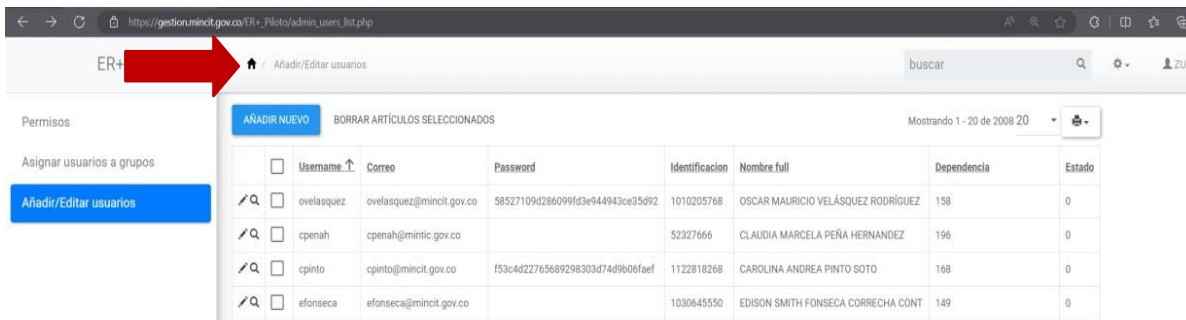 https://gestion.mincit.gov.co/ER+_Piloto/admin_users_list.php
ER+
/ Añadir/Editar usuarios
buscar
ZU
Permisos
Asignar usuarios a grupos
Añadir/Editar usuarios
AÑADIR NUEVO BORRAR ARTÍCULOS SELECCIONADOS Mostrando 1 - 20 de 2008 20
Username Correo Password Identificacion Nombre full Dependencia Estado
ovelasquez ovelasquez@mincit.gov.co 58527109d286099fd3e944943ce35d92 1010205768 OSCAR MAURICIO VELÁSQUEZ RODRÍGUEZ 158 0
cpenah cpenah@mintic.gov.co 52327666 CLAUDIA MARCELA PEÑA HERNANDEZ 196 0
cpinto cpinto@mincit.gov.co f53c4d22765689298303d74d9b06faef 1122818268 CAROLINA ANDREA PINTO SOTO 168 0
efonseca efonseca@mincit.gov.co 1030645550 EDISON SMITH FONSECA CORRECHA CONT 149 0